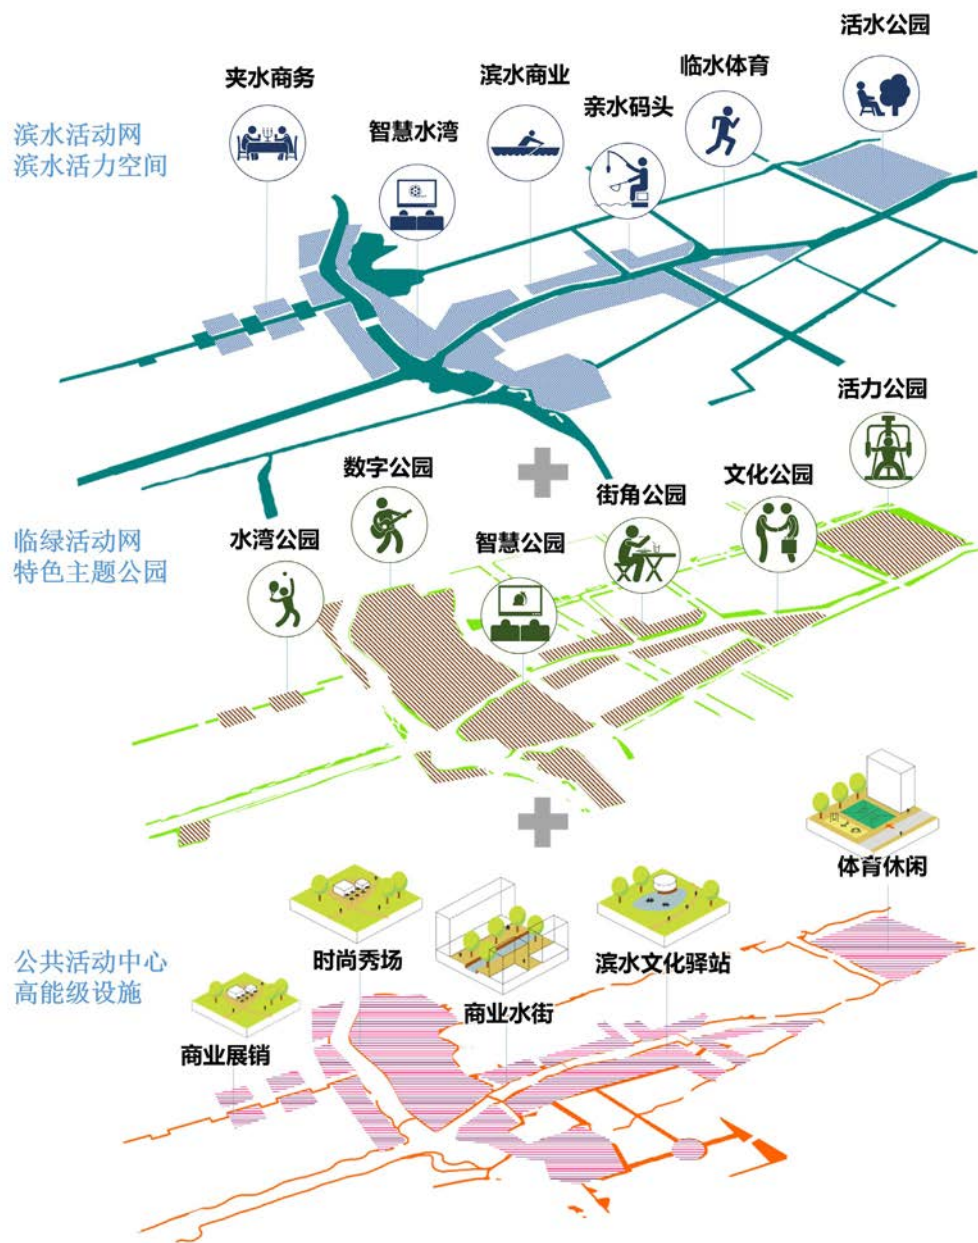 活水公园
临水体育
滨水商业
夹水商务
亲水码头
智慧水湾
滨水活动网
滨水活力空间
活力公园
数字公园
文化公园
街角公园
水湾公园
智慧公园
临绿活动网
特色主题公园
体育休闲
时尚秀场
滨水文化驿站
公共活动中心
高能级设施
商业水街
商业展销